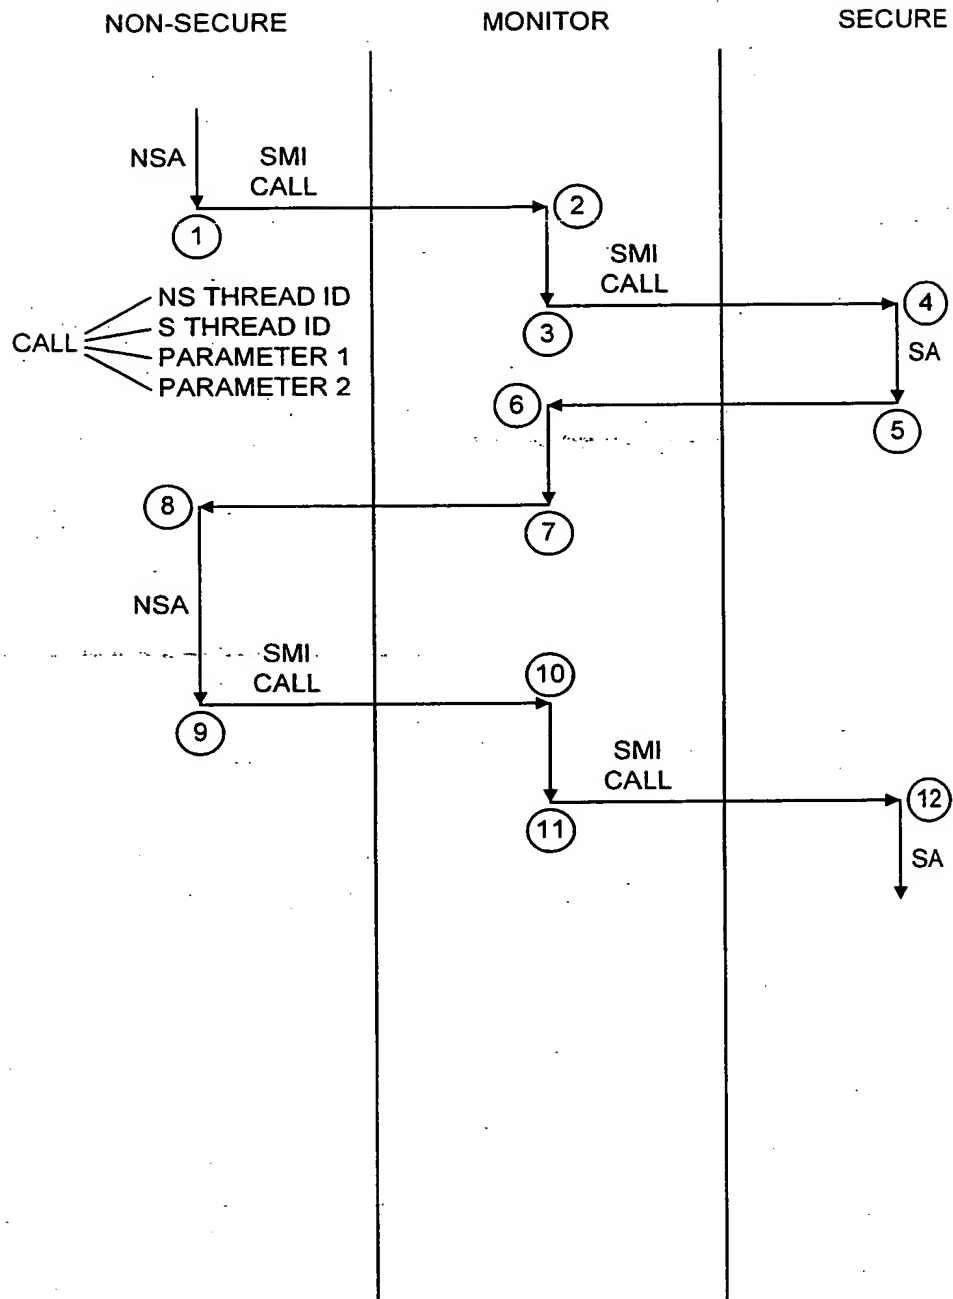 NON-SECURE
MONITOR
SECURE
NSA
SMI
CALL
1
2
SMI
CALL
3
4
CALL
NS THREAD ID
S THREAD ID
PARAMETER 1
PARAMETER 2
SA
6
5
8
7
NSA
SMI
CALL
10
9
SMI
CALL
12
11
SA